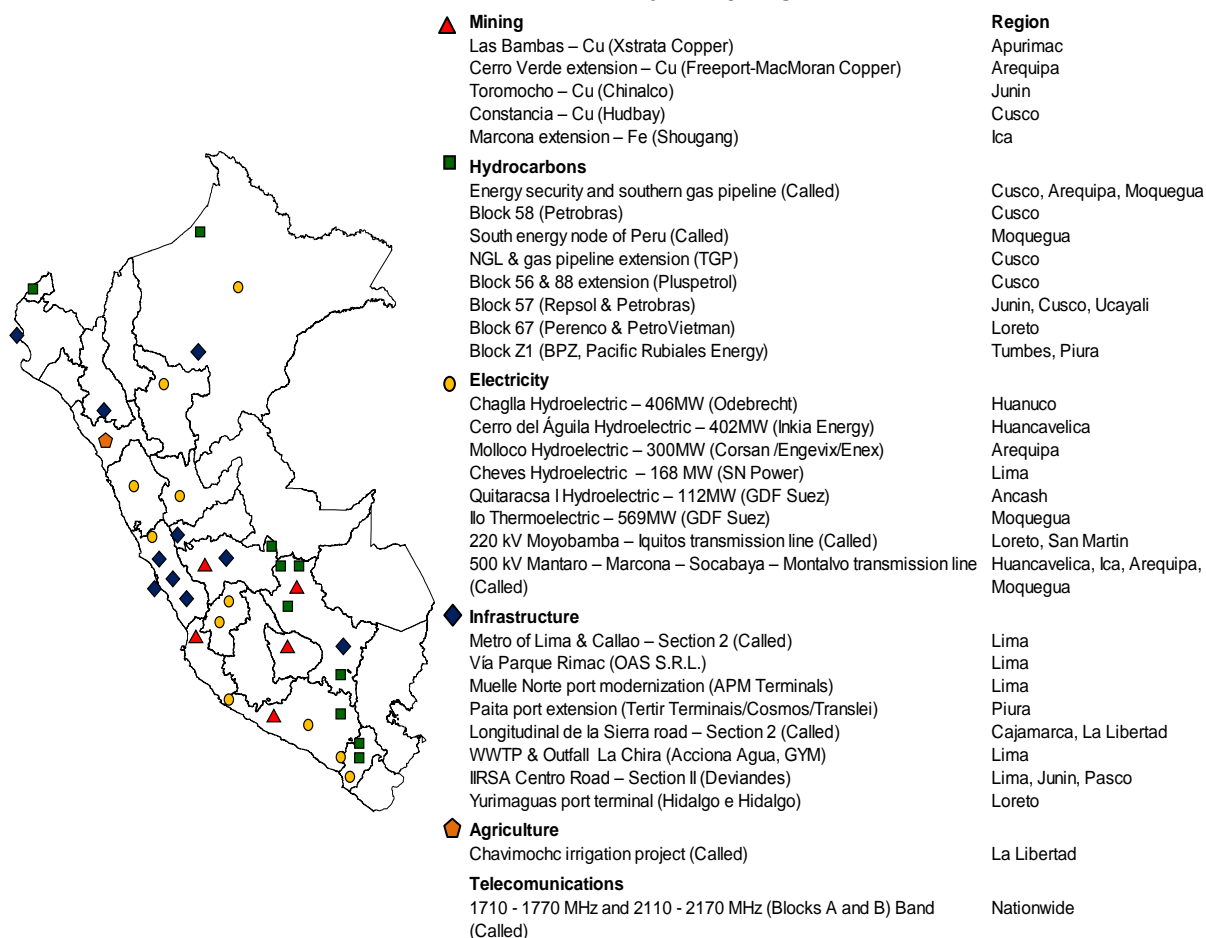 Mining Region
Las Bambas – Cu (Xstrata Copper) Apurimac
Cerro Verde extension – Cu (Freeport-MacMoran Copper) Arequipa
Toromocho – Cu (Chinalco) Junin
Constancia – Cu (Hudbay) Cusco
Marcona extension – Fe (Shougang) Ica
Hydrocarbons
Energy security and southern gas pipeline (Called) Cusco, Arequipa, Moquegua
Block 58 (Petrobras) Cusco
South energy node of Peru (Called) Moquegua
NGL & gas pipeline extension (TGP) Cusco
Block 56 & 88 extension (Pluspetrol) Cusco
Block 57 (Repsol & Petrobras) Junin, Cusco, Ucayali
Block 67 (Perenco & PetroVietman) Loreto
Block Z1 (BPZ, Pacific Rubiales Energy) Tumbes, Piura
Electricity
Chaglla Hydroelectric – 406MW (Odebrecht) Huanuco
Cerro del Águila Hydroelectric – 402MW (Inkia Energy) Huancavelica
Molloco Hydroelectric – 300MW (Corsan /Engevix/Enex) Arequipa
Cheves Hydroelectric – 168 MW (SN Power) Lima
Quitaracsa I Hydroelectric – 112MW (GDF Suez) Ancash
Ilo Thermoelectric – 569MW (GDF Suez) Moquegua
220 kV Moyobamba – Iquitos transmission line (Called) Loreto, San Martin
500 kV Mantaro – Marcona – Socabaya – Montalvo transmission line Huancavelica, Ica, Arequipa,
(Called) Moquegua
Infrastructure
Metro of Lima & Callao – Section 2 (Called) Lima
Vía Parque Rimac (OAS S.R.L.) Lima
Muelle Norte port modernization (APM Terminals) Lima
Paita port extension (Tertir Terminais/Cosmos/Translei) Piura
Longitudinal de la Sierra road – Section 2 (Called) Cajamarca, La Libertad
WWTP & Outfall La Chira (Acciona Agua, GYM) Lima
IIRSA Centro Road – Section II (Deviandes) Lima, Junin, Pasco
Yurimaguas port terminal (Hidalgo e Hidalgo) Loreto
Agriculture
Chavimochc irrigation project (Called) La Libertad
Telecomunications
1710 - 1770 MHz and 2110 - 2170 MHz (Blocks A and B) Band Nationwide
(Called)